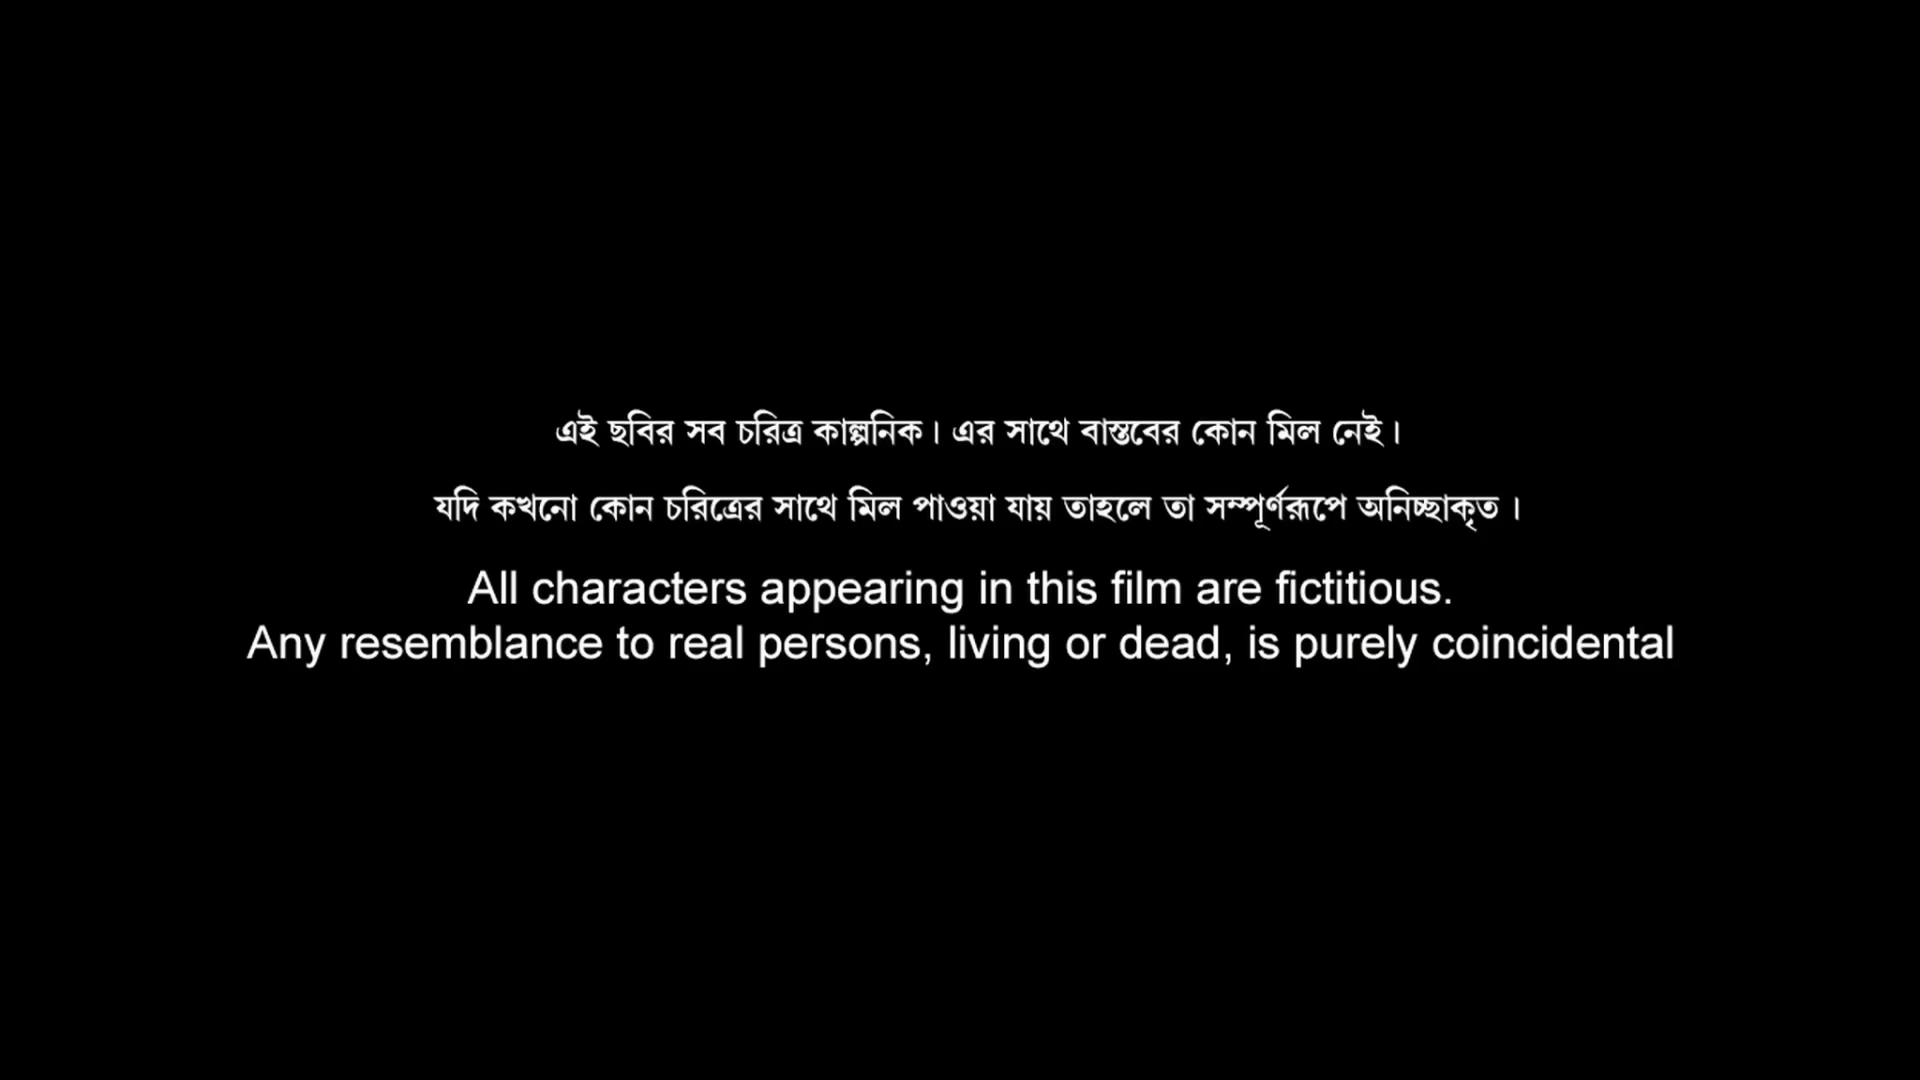 এই ছবির সব চরিত্র কাল্পনিক। এর সাথে বাস্তবের কোন মিল নেই।
যদি কখনো কোন চরিত্রের সাথে মিল পাওয়া যায় তাহলে তা সম্পূর্ণরূপে অনিচ্ছাকৃত।
All characters appearing in this film are fictitious.
Any resemblance to real persons, living or dead, is purely coincidental